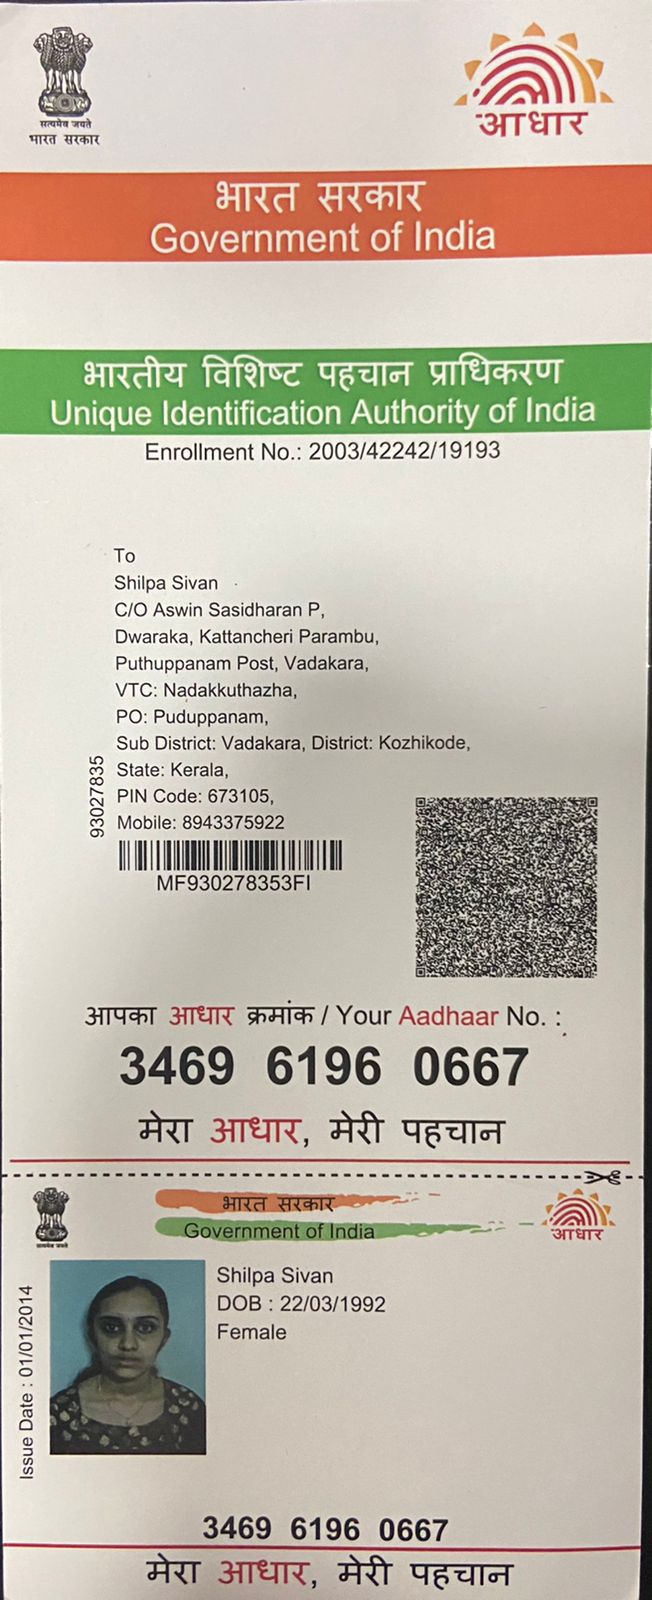 सत्यमेव जयते
भारत सरकार
आधार
भारत सरकार
Government of India
भारतीय विशिष्ट पहचान प्राधिकरण
Unique Identification Authority of India
Enrollment No.: 2003/42242/19193
To
Shilpa Sivan
C/O Aswin Sasidharan P,
Dwaraka, Kattancheri Parambu,
Puthuppanam Post, Vadakara,
VTC: Nadakkuthazha,
PO: Puduppanam,
Sub District: Vadakara, District: Kozhikode,
State: Kerala,
PIN Code: 673105,
Mobile: 8943375922
93027835
MF930278353FI
आपका आधार क्रमांक / Your Aadhaar No. :
3469 6196 0667
मेरा आधार, मेरी पहचान
सत्यमेव जयते
भारत सरकार
Government of India
आधार
Issue Date : 01/01/2014
Shilpa Sivan
DOB : 22/03/1992
Female
3469 6196 0667
मेरा आधार, मेरी पहचान